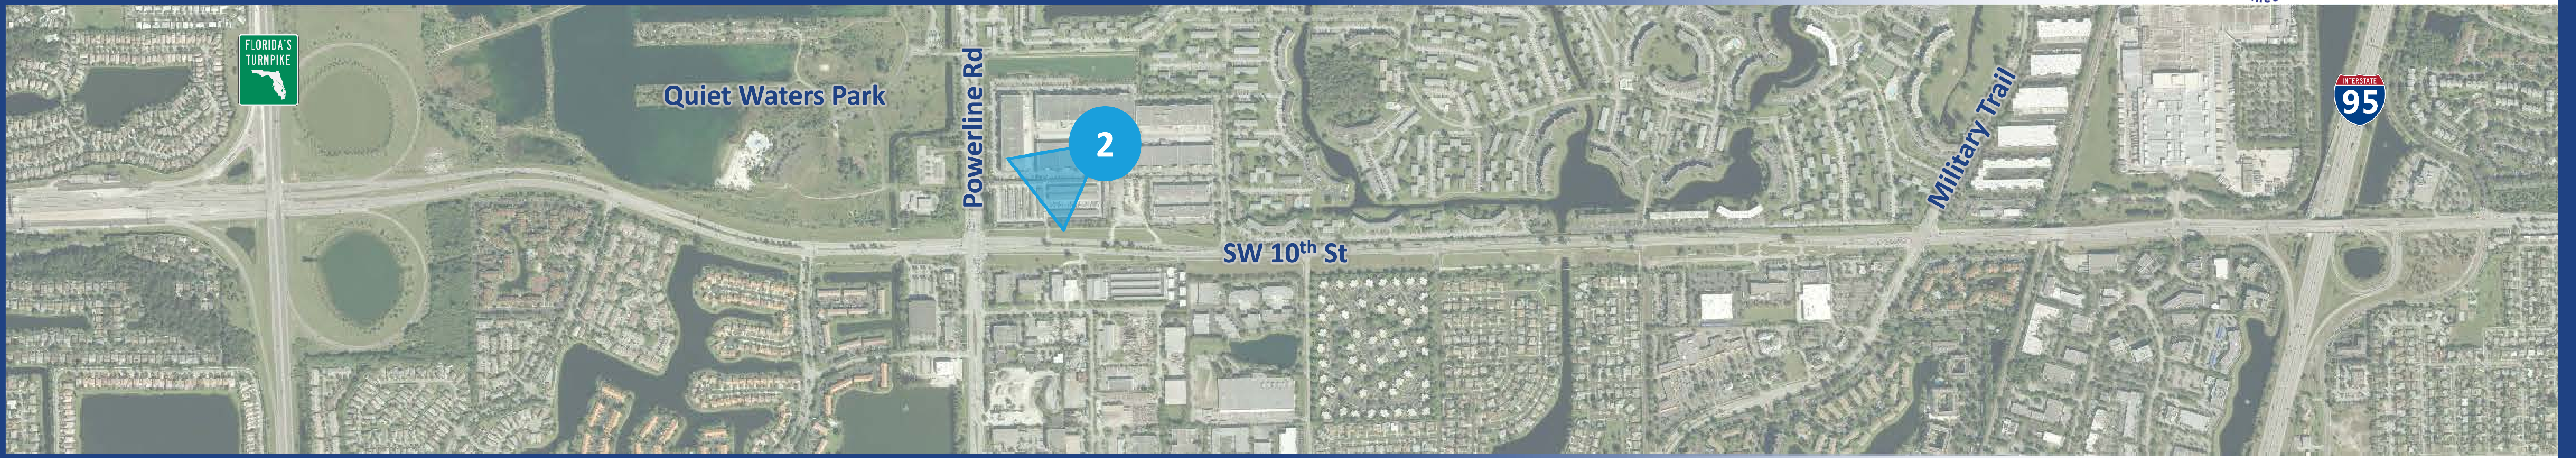 FLORIDA'S
TURNPIKE
Quiet Waters Park
Powerline Rd
2
SW 10th St
Military Trail
INTERSTATE
95